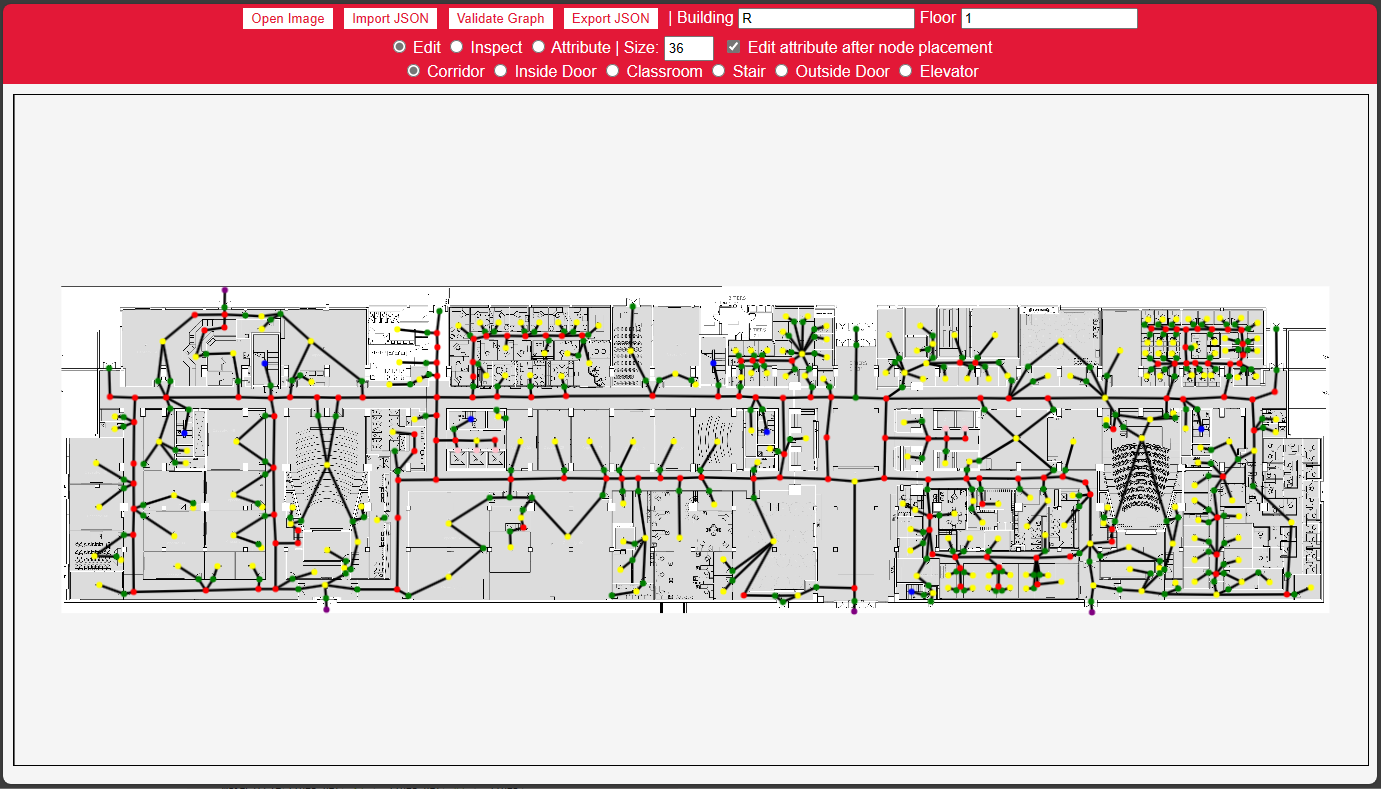 Open Image Import JSON Validate Graph Export JSON | Building R Floor 1
Edit Inspect Attribute | Size: 36 Edit attribute after node placement
Corridor Inside Door Classroom Stair Outside Door Elevator